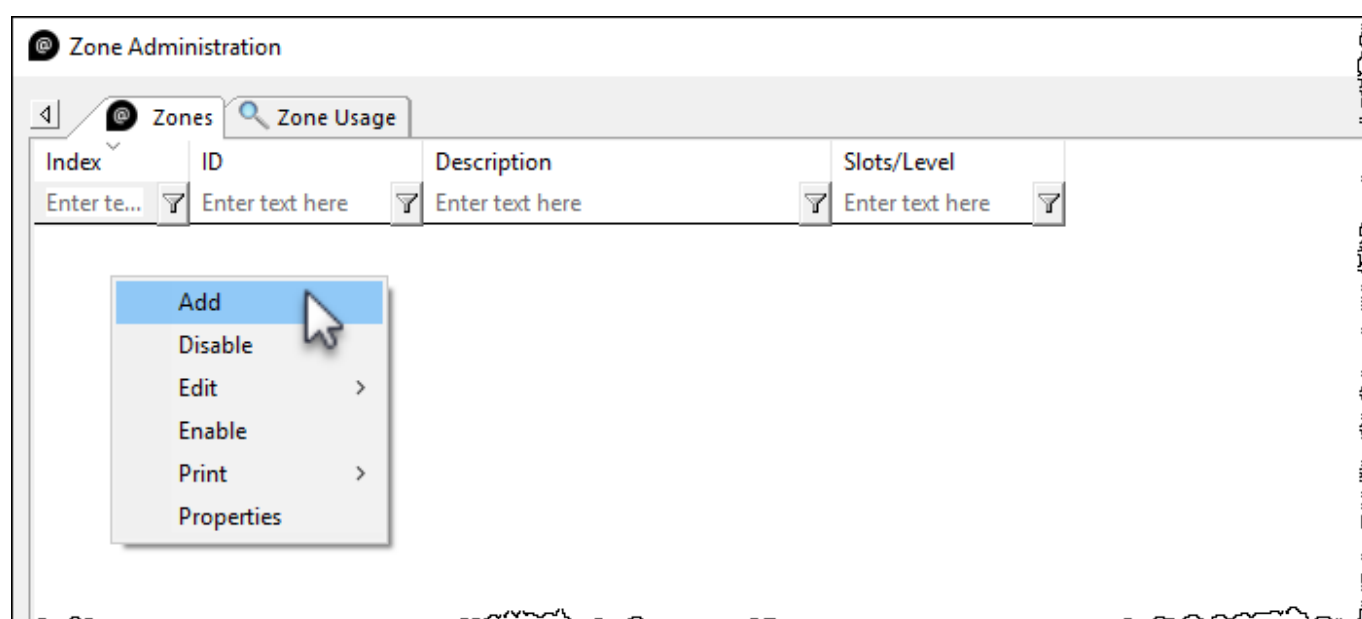 @ Zone Administration
@ Zones Zone Usage
Index ID Description Slots/Level
Enter te... Enter text here Enter text here Enter text here
Add
Disable
Edit >
Enable
Print >
Properties